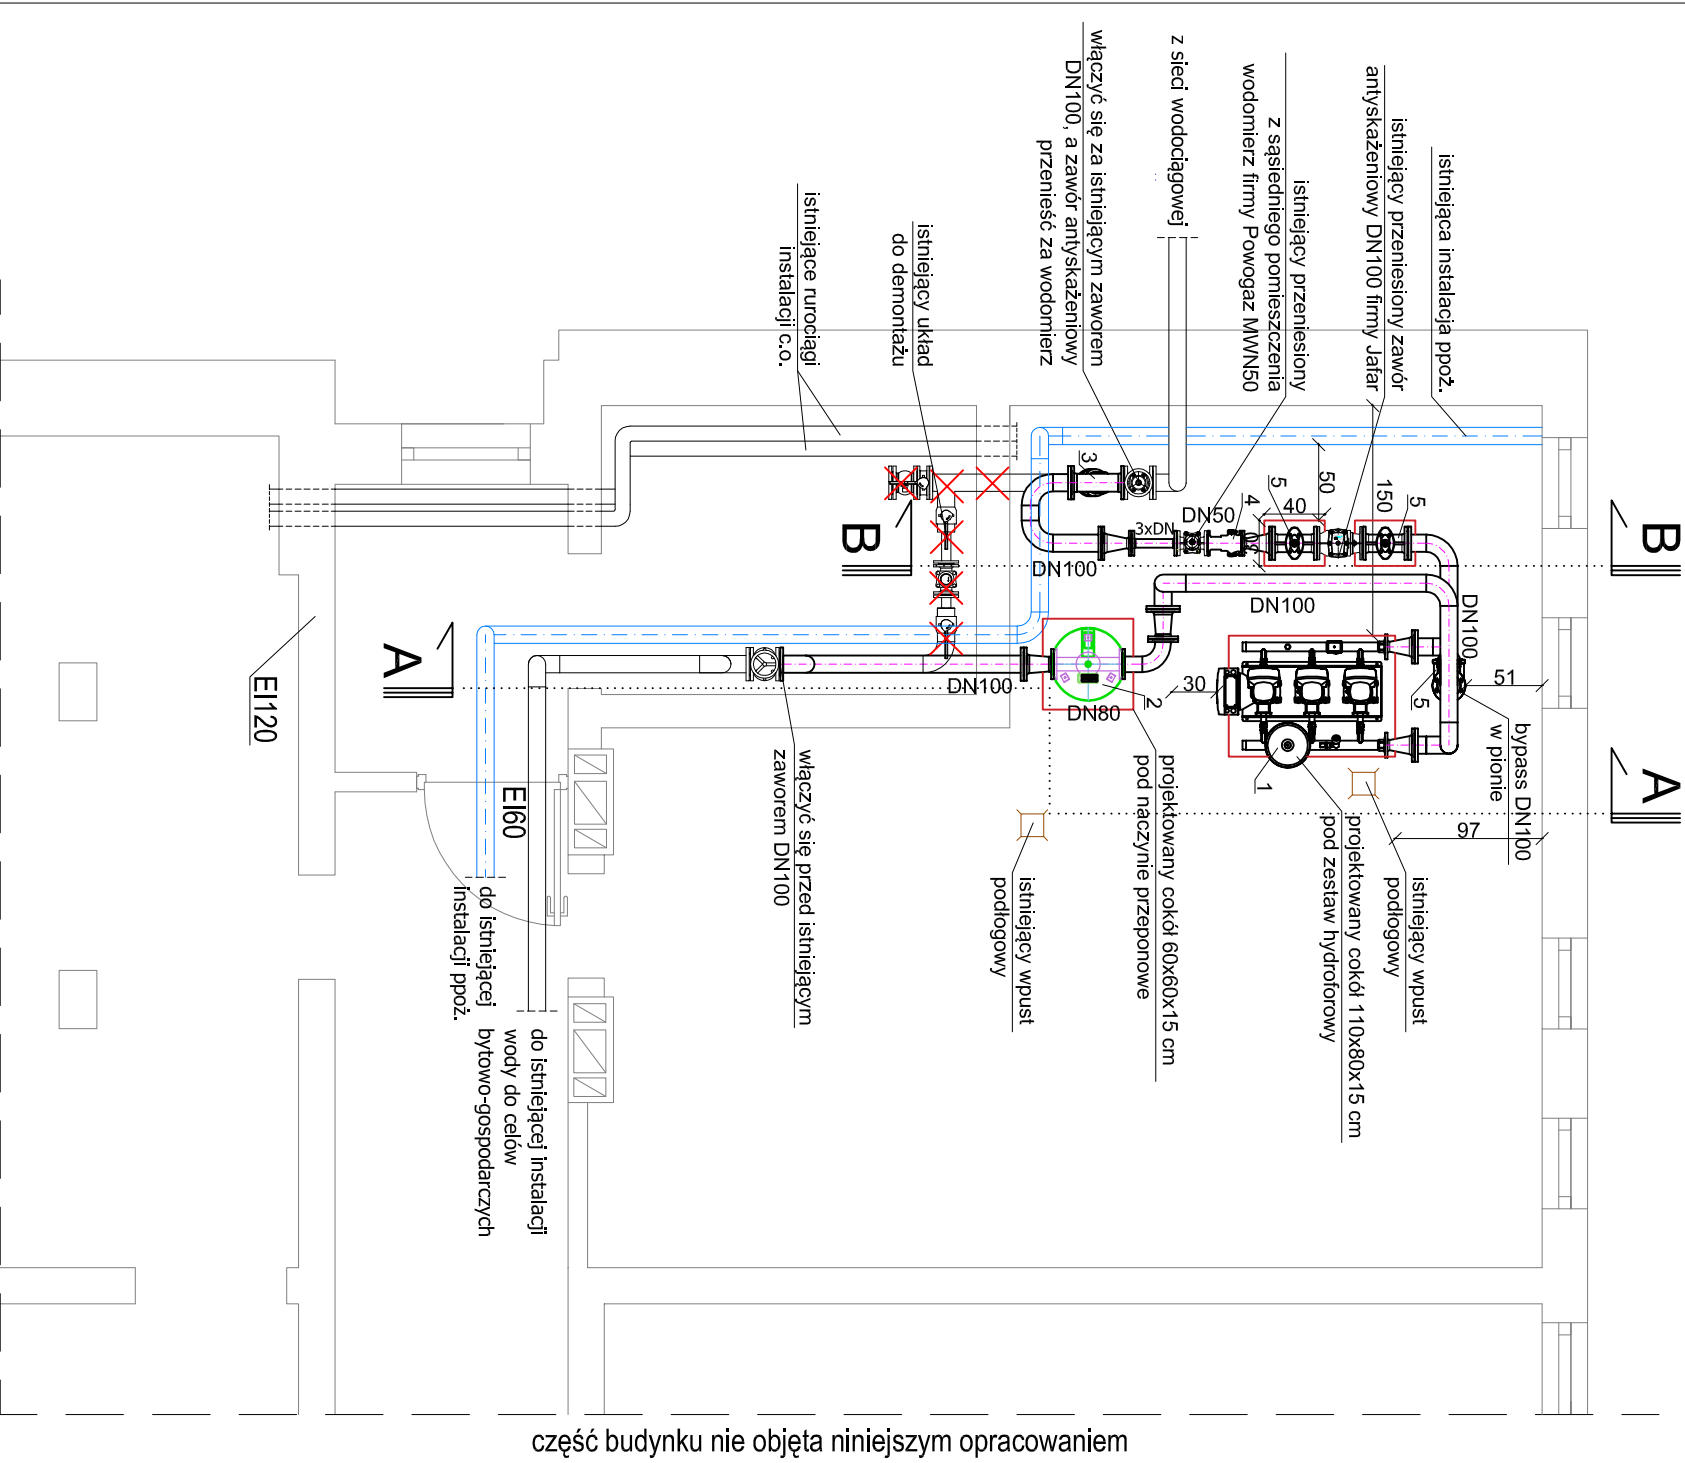 z sieci wodociągowej
włączyć się za istniejącym zaworem
DN100, a zawór antyskażeniowy
przenieść za wodomierz
istniejący przeniesiony
z sąsiedniego pomieszczenia
wodomierz firmy Powogaz MWN50
istniejący przeniesiony zawór
antyskażeniowy DN100 firmy Jafar
istniejąca instalacja ppoż.
istniejące rurociągi
instalacji c.o.
istniejący układ
do demontażu
3
3xDN
DN50
4
5
40
50
150
5
B
B
DN100
DN100
DN100
A
A
DN100
DN80
2
30
1
5
51
97
bypass DN100
w pionie
EI120
EI60
włączyć się przed istniejącym
zaworem DN100
projektowany cokół 60x60x15 cm
pod naczynie przeponowe
projektowany cokół 110x80x15 cm
pod zestaw hydroforowy
istniejący wpust
podłogowy
istniejący wpust
podłogowy
do istniejącej
instalacji ppoż.
do istniejącej instalacji
wody do celów
bytowo-gospodarczych
część budynku nie objęta niniejszym opracowaniem